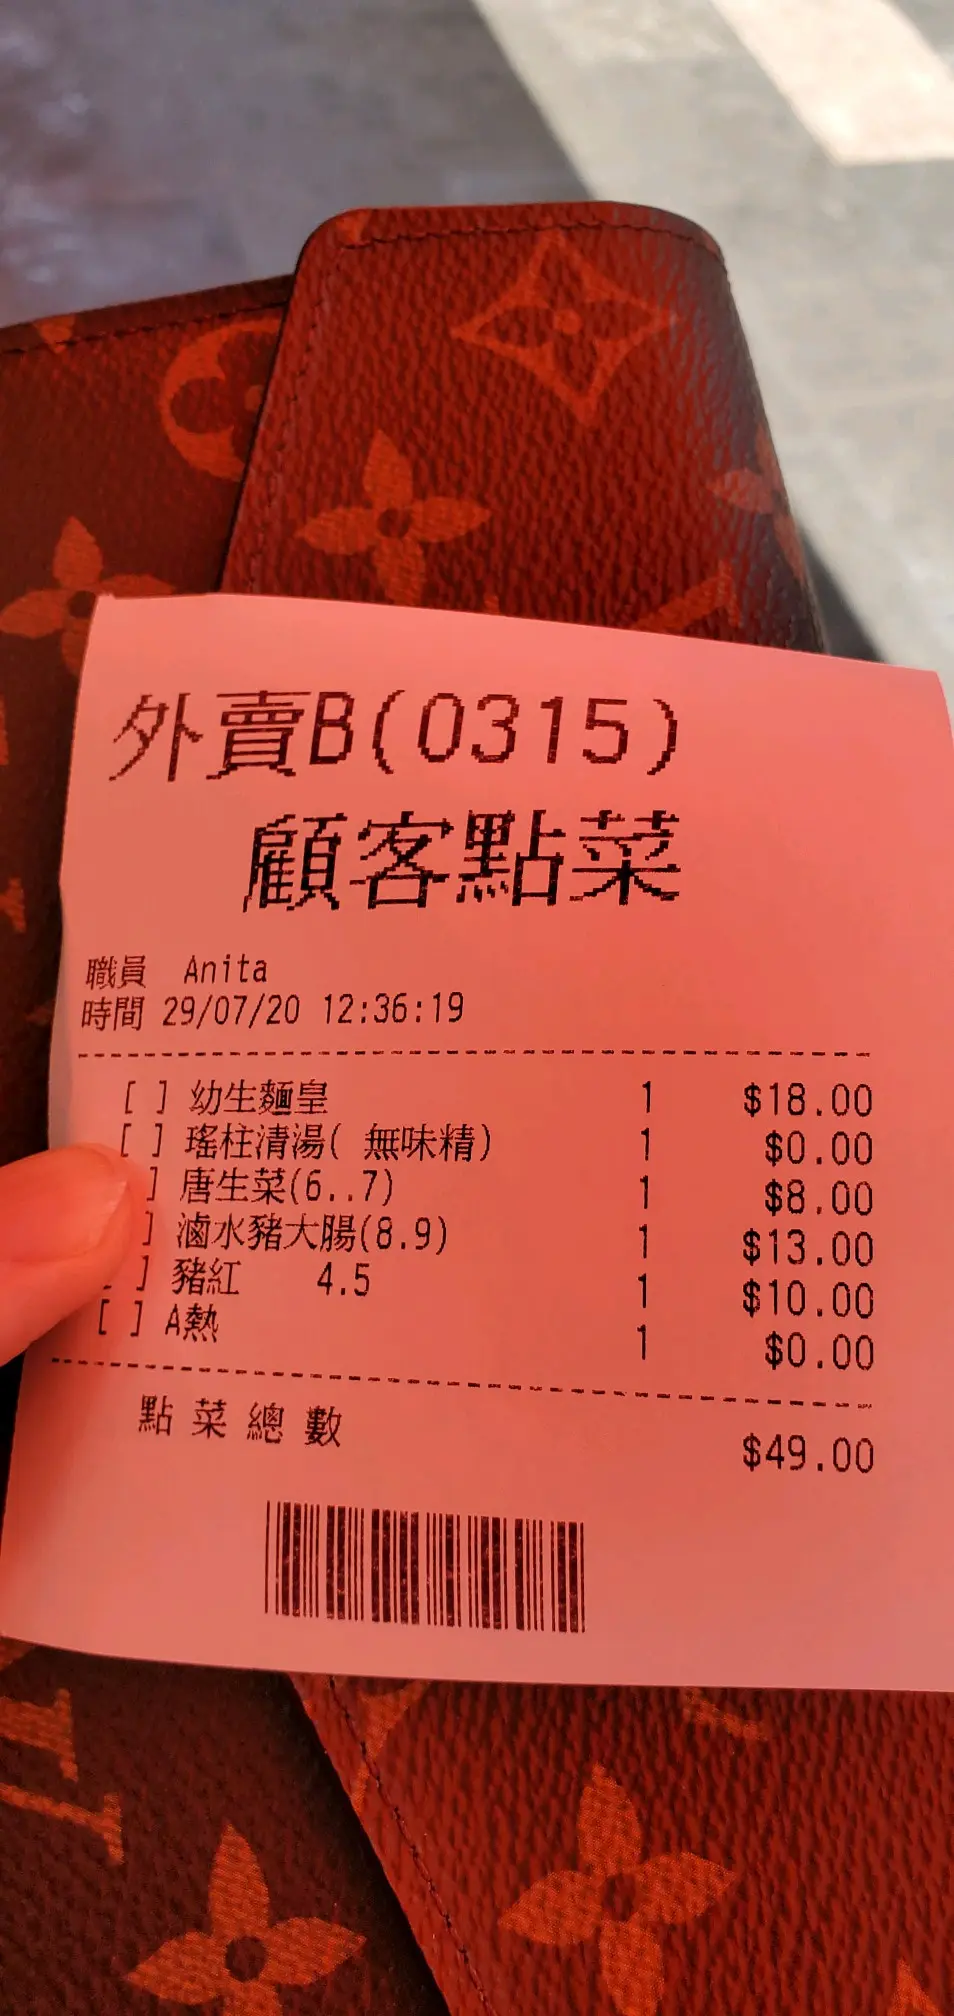 外賣B(0315)
顧客點菜
職員 Anita
時間 29/07/20 12:36:19
[ ] 幼生麵皇 1 $18.00
[ ] 瑤柱清湯( 無味精) 1 $0.00
] 唐生菜(6..7) 1 $8.00
] 滷水豬大腸(8.9) 1 $13.00
] 豬紅 4.5 1 $10.00
[ ] A熱 1 $0.00
點菜總數 $49.00